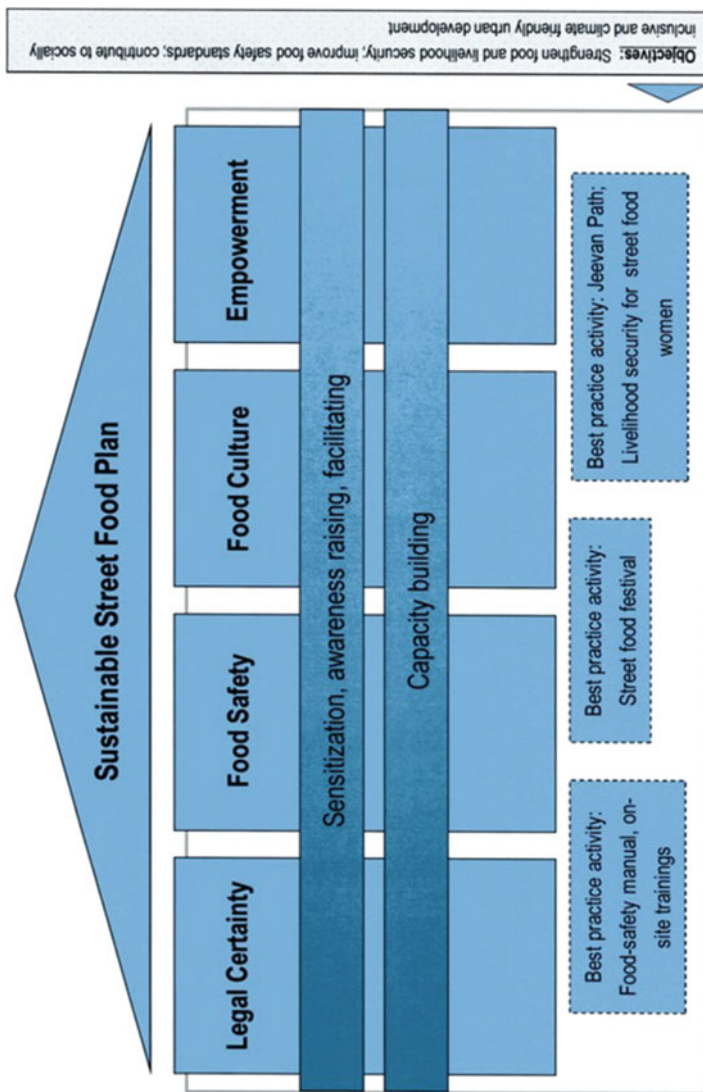 Sustainable Street Food Plan
Legal Certainty
Food Safety
Food Culture
Empowerment
Sensitization, awareness raising, facilitating
Capacity building
Best practice activity:
Food-safety manual, on-
site trainings
Best practice activity:
Street food festival
Best practice activity: Jeevan Path;
Livelihood security for street food
women
Objectives: Strengthen food and livelihood security; improve food safety standards; contribute to socially
inclusive and climate friendly urban development